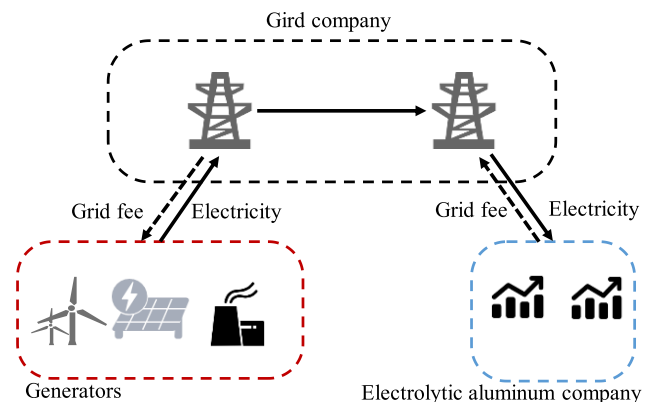 Gird company
Grid fee
Electricity
Grid fee
Electricity
Generators
Electrolytic aluminum company